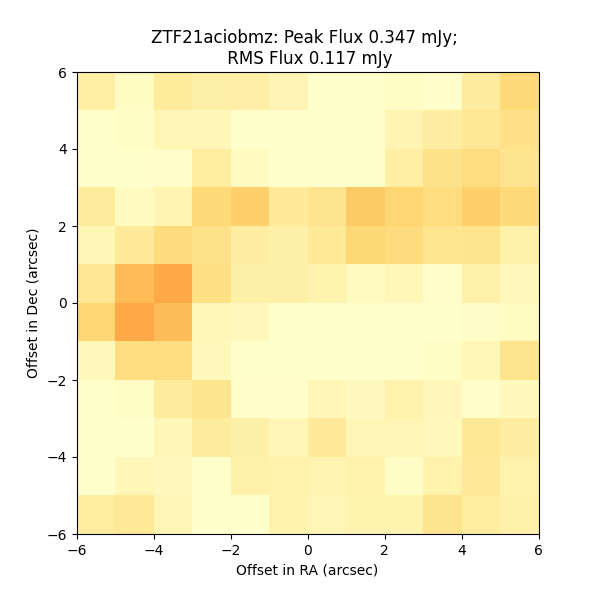 ZTF21aciobmz: Peak Flux 0.347 mJy;
RMS Flux 0.117 mJy
6
4
2
0
−2
−4
−6
Offset in Dec (arcsec)
−6 −4 −2 0 2 4 6
Offset in RA (arcsec)